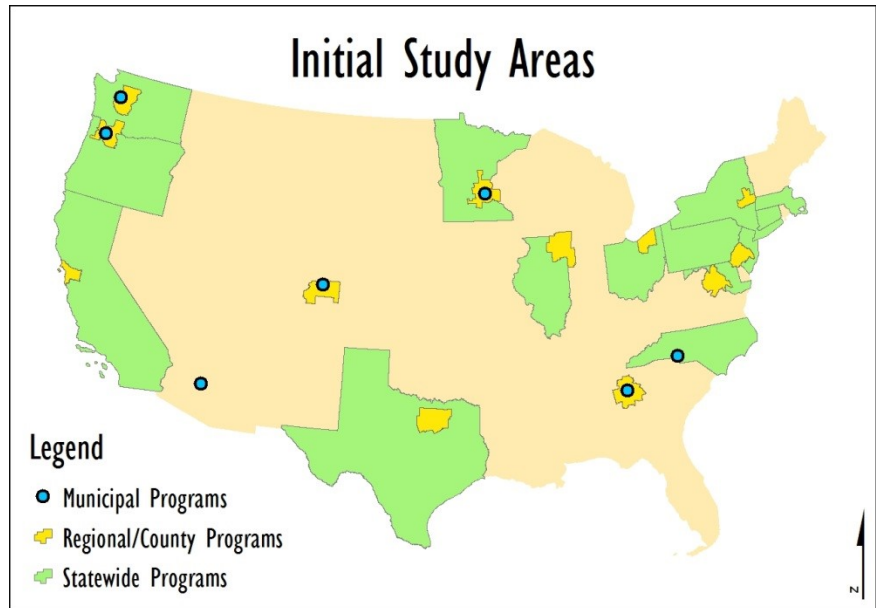 Initial Study Areas
Legend
Municipal Programs
Regional/County Programs
Statewide Programs
z